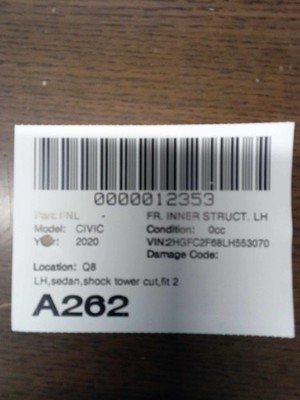 0000012353
Part: FNL - FR. INNER STRUCT. LH
Model: CIVIC Condition: 0cc
Year: 2020 VIN:2HGFC2F68LH553070
Damage Code:
Location: Q8
LH,sedan,shock tower cut,fit 2
A262